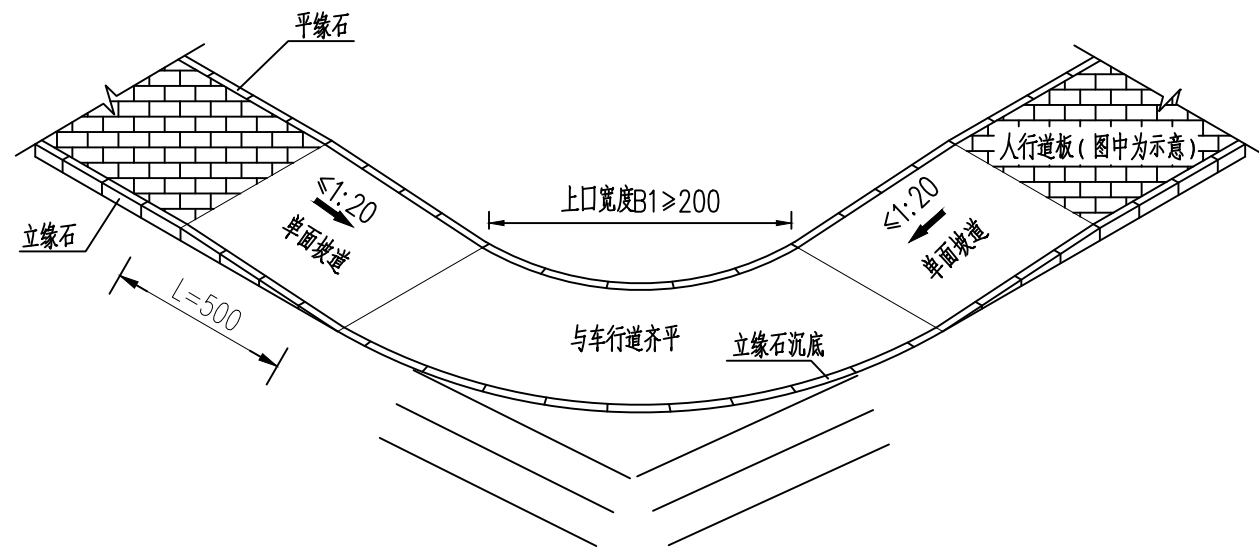 平缘石
人行道板(图中为示意)
≤1:20
单面坡道
上口宽度B1≥200
≤1:20
单面坡道
立缘石
L=500
与车行道齐平
立缘石沉底